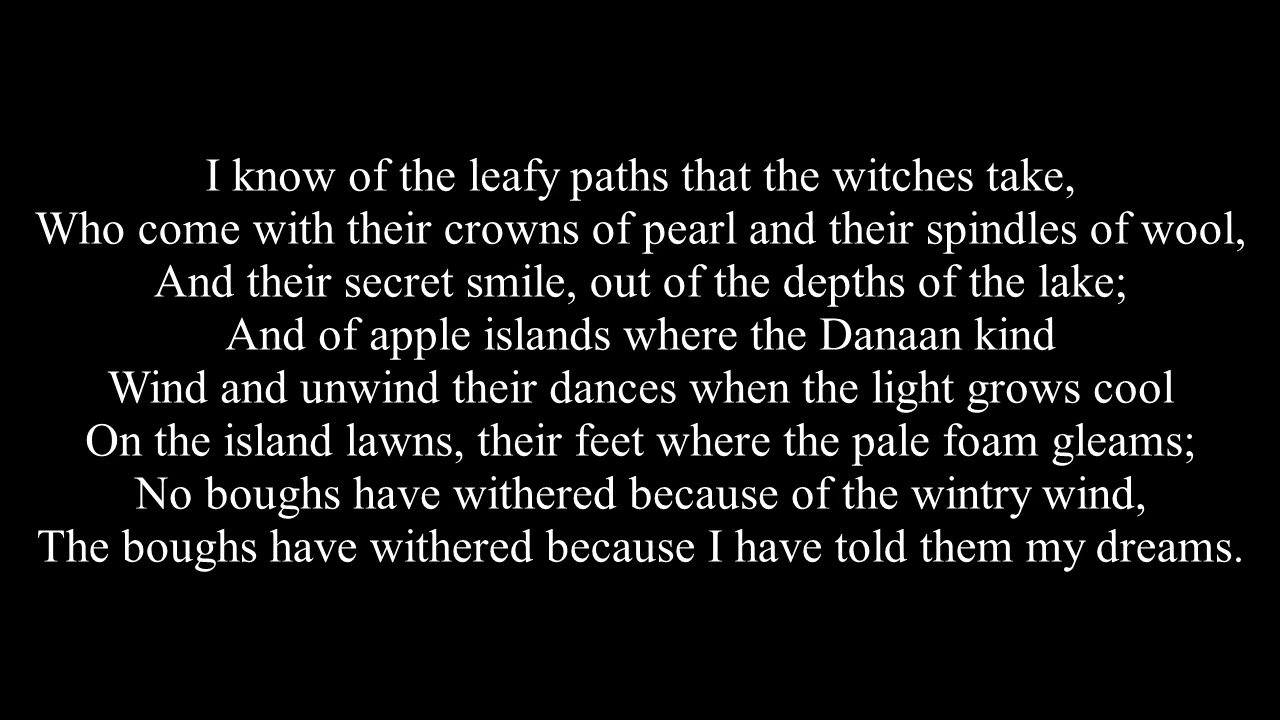 I know of the leafy paths that the witches take,
Who come with their crowns of pearl and their spindles of wool,
And their secret smile, out of the depths of the lake;
And of apple islands where the Danaan kind
Wind and unwind their dances when the light grows cool
On the island lawns, their feet where the pale foam gleams;
No boughs have withered because of the wintry wind,
The boughs have withered because I have told them my dreams.